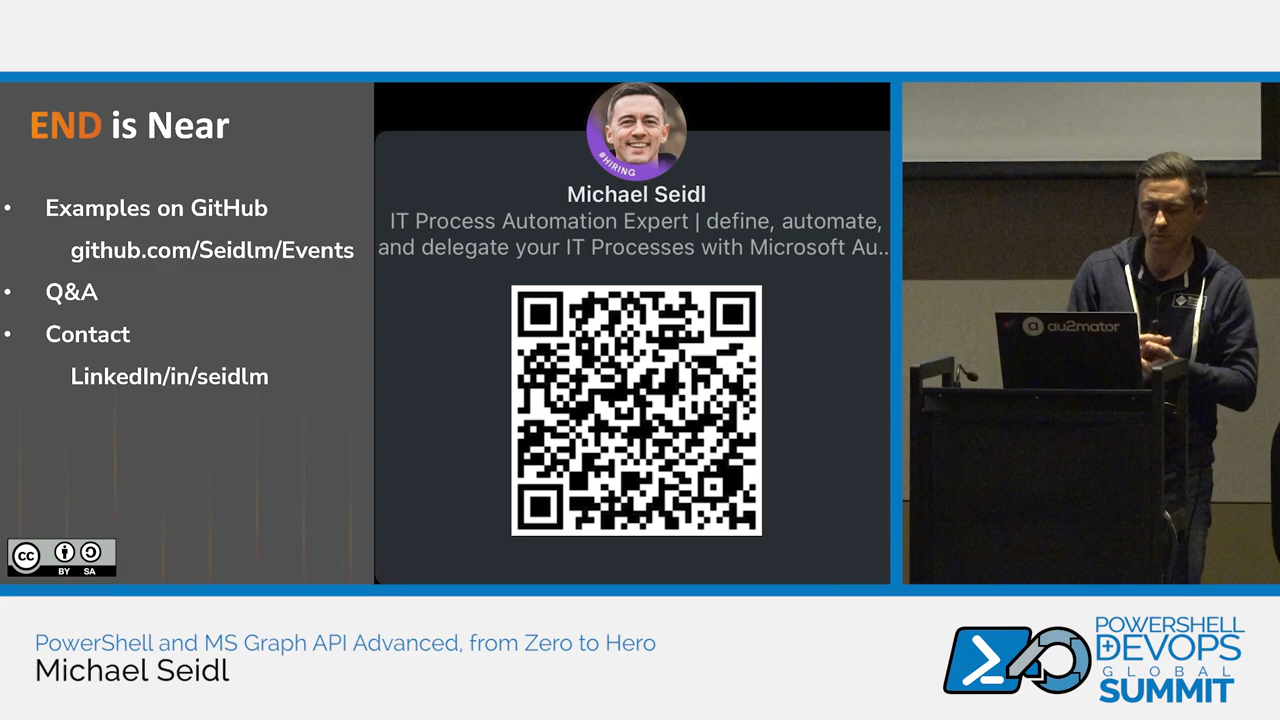 END is Near
• Examples on GitHub
github.com/Seidlm/Events
• Q&A
• Contact
LinkedIn/in/seidlm
cc
BY SA
#HIRING
Michael Seidl
IT Process Automation Expert | define, automate,
and delegate your IT Processes with Microsoft Au..
a au2mator
PowerShell and MS Graph API Advanced, from Zero to Hero
Michael Seidl
POWERSHELL
DEVOPS
GLOBAL
SUMMIT